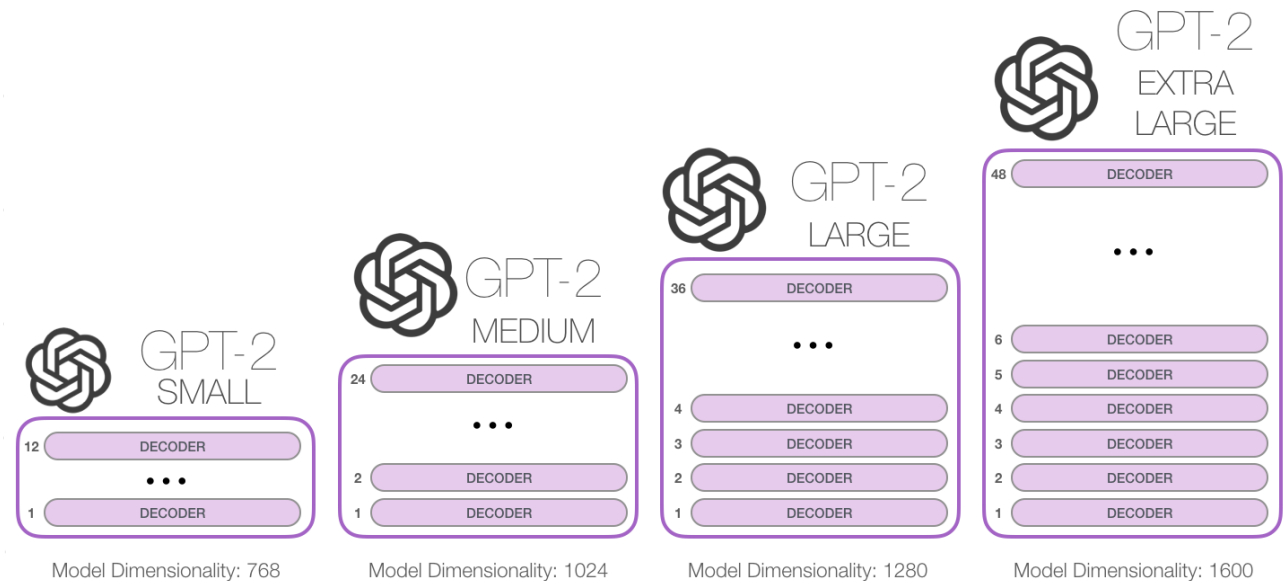 GPT-2
SMALL
12 DECODER
•••
1 DECODER
Model Dimensionality: 768
GPT-2
MEDIUM
24 DECODER
•••
2 DECODER
1 DECODER
Model Dimensionality: 1024
GPT-2
LARGE
36 DECODER
•••
4 DECODER
3 DECODER
2 DECODER
1 DECODER
Model Dimensionality: 1280
GPT-2
EXTRA
LARGE
48 DECODER
•••
6 DECODER
5 DECODER
4 DECODER
3 DECODER
2 DECODER
1 DECODER
Model Dimensionality: 1600